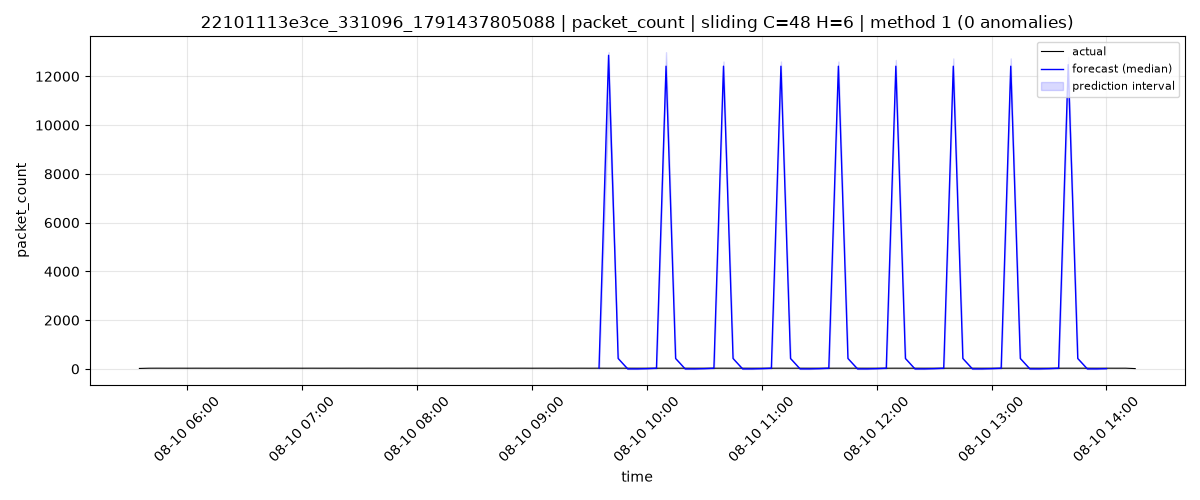 22101113e3ce_331096_1791437805088 | packet_count | sliding C=48 H=6 | method 1 (0 anomalies)
actual
forecast (median)
prediction interval
packet_count
12000
10000
8000
6000
4000
2000
0
08-10 06:00
08-10 07:00
08-10 08:00
08-10 09:00
08-10 10:00
08-10 11:00
08-10 12:00
08-10 13:00
08-10 14:00
time